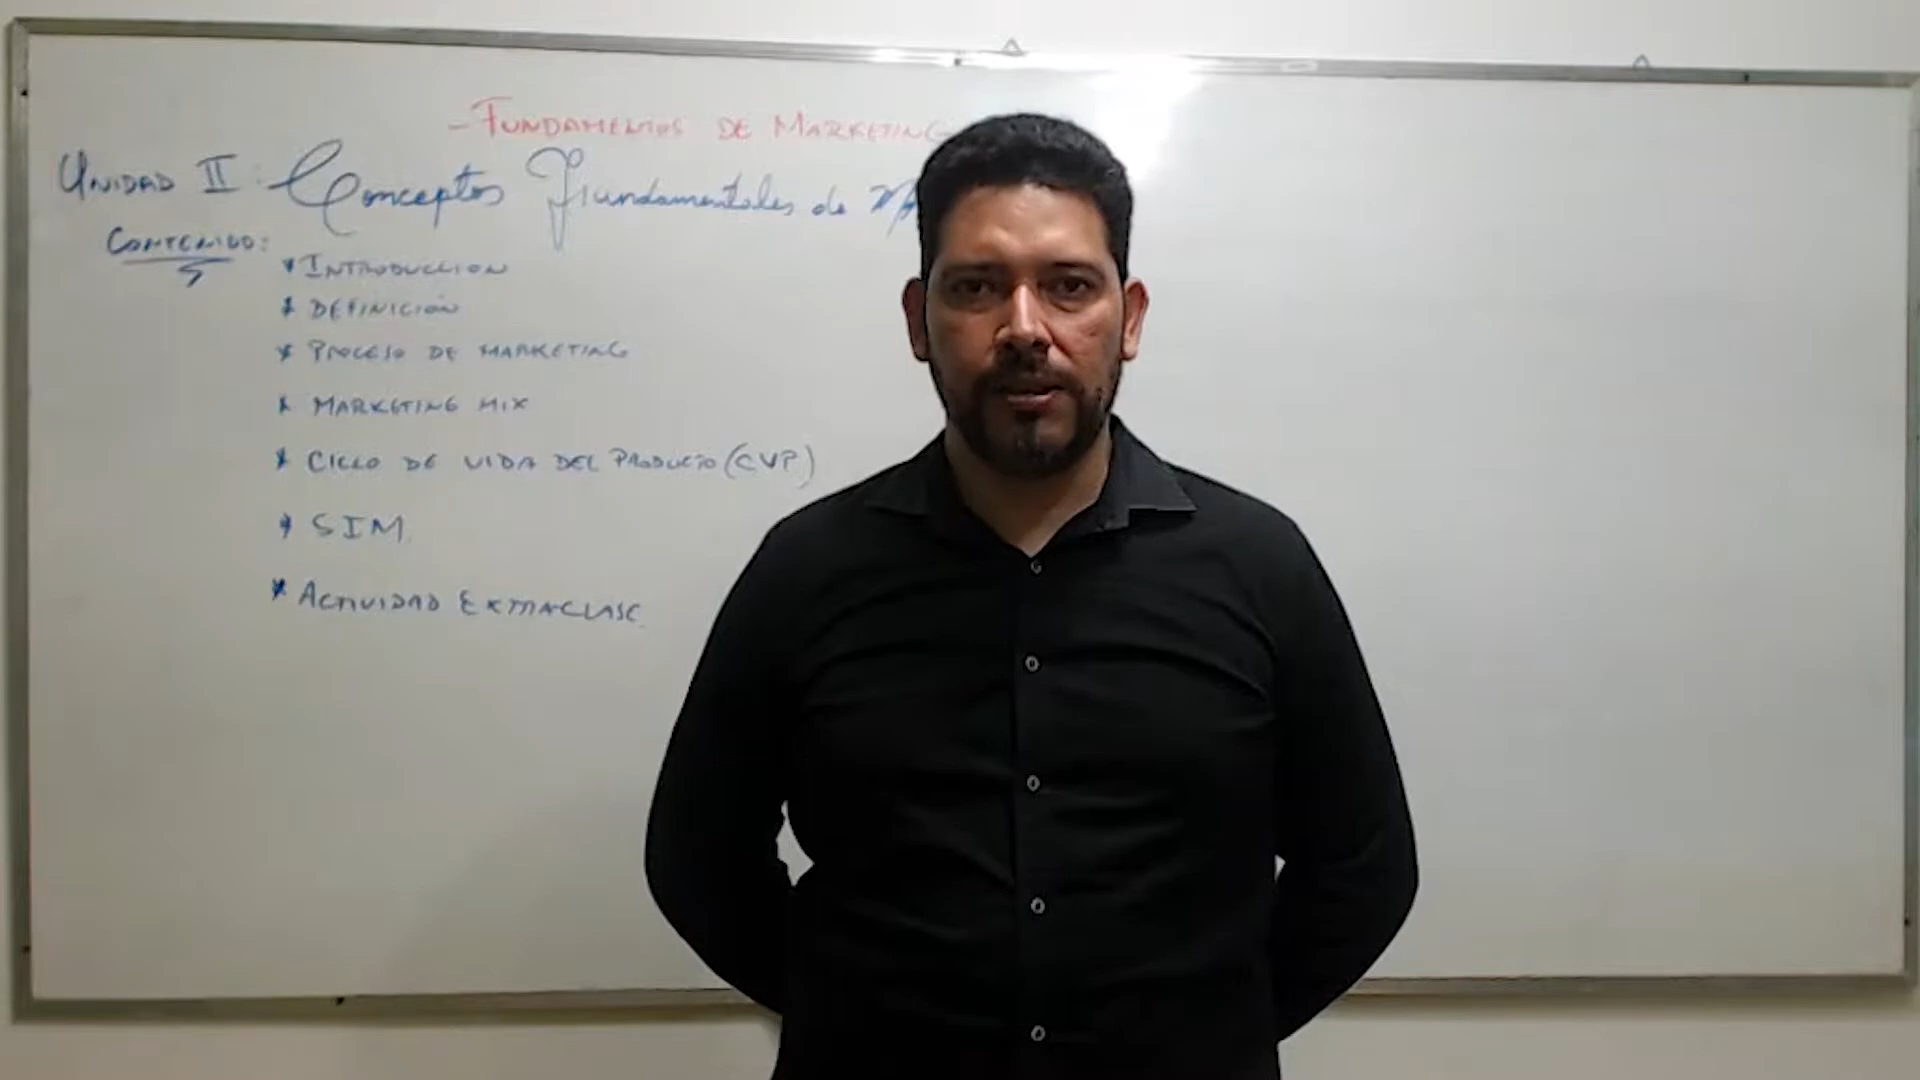 - FUNDAMENTOS DE MARKETING
UNIDAD II: Conceptos Fundamentales de
CONTENIDO:
* INTRODUCCION
* DEFINICIÓN
* PROCESO DE MARKETING
* MARKETING MIX
* CICLO DE VIDA DEL PRODUCTO (CVP)
* SIM
* ACTIVIDAD EXTRACLASE